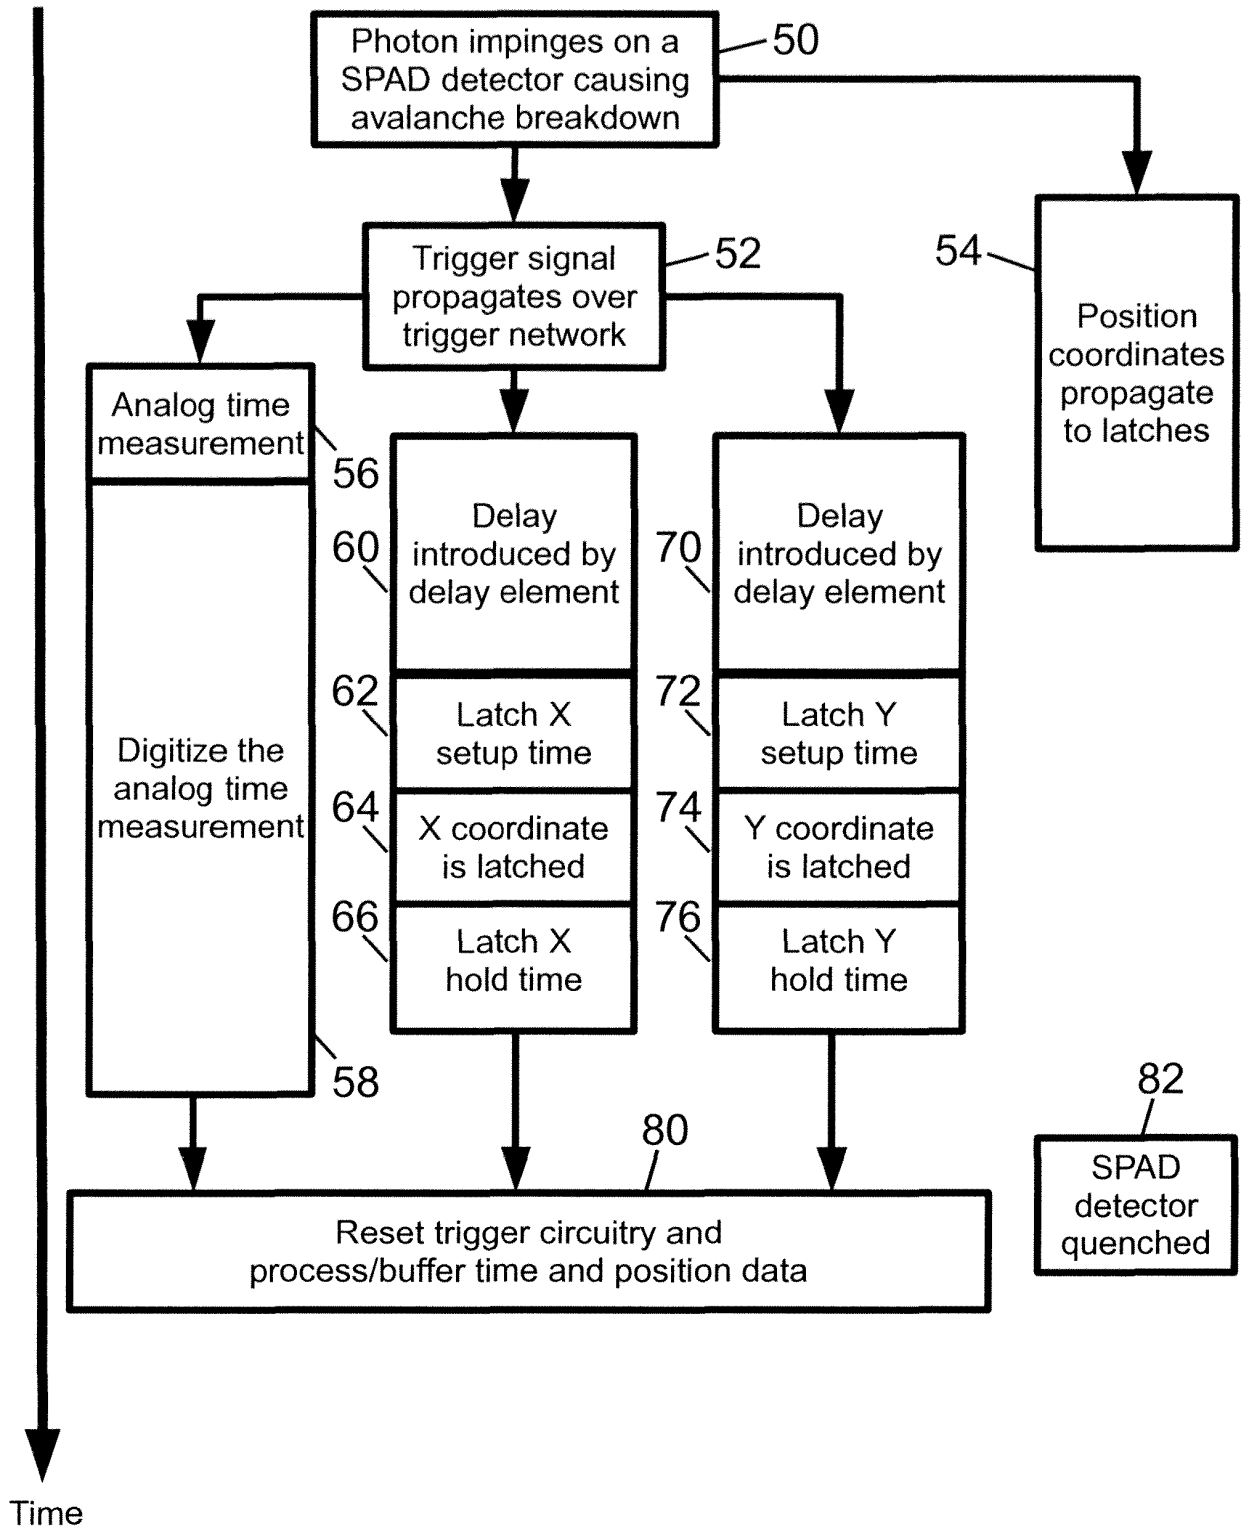 Photon impinges on a
SPAD detector causing
avalanche breakdown
50
Trigger signal
propagates over
trigger network
52
54
Position
coordinates
propagate
to latches
Analog time
measurement
56
Digitize the
analog time
measurement
58
60
Delay
introduced by
delay element
62
Latch X
setup time
64
X coordinate
is latched
66
Latch X
hold time
70
Delay
introduced by
delay element
72
Latch Y
setup time
74
Y coordinate
is latched
76
Latch Y
hold time
80
Reset trigger circuitry and
process/buffer time and position data
82
SPAD
detector
quenched
Time